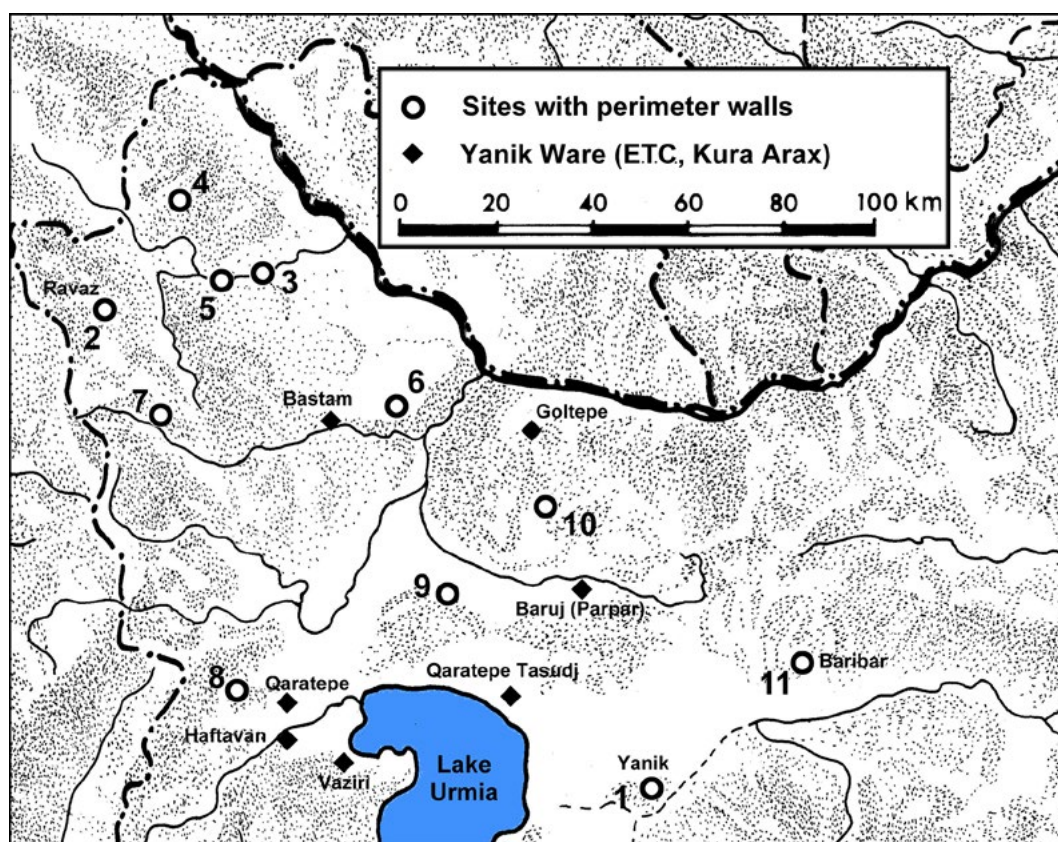 Sites with perimeter walls
Yanik Ware (E.T.C, Kura Arax)
0 20 40 60 80 100 km
4
3
5
Ravaz
2
7
Bastam
6
Goltepe
10
9
Baruj (Parpar)
8
Qaratepe
Qaratepe Tasudj
11
Baribar
Haftavan
Vaziri
Lake
Urmia
Yanik
1